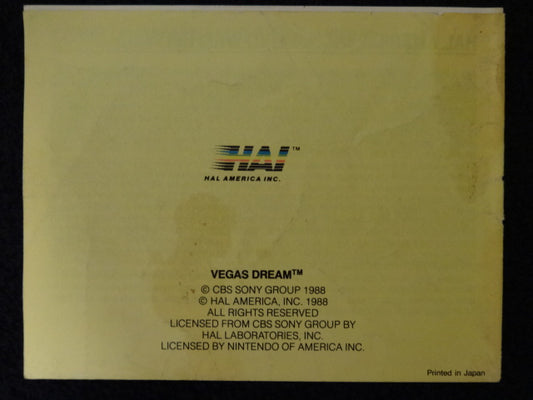 HAL™
HAL AMERICA INC.
VEGAS DREAM™
© CBS SONY GROUP 1988
© HAL AMERICA, INC. 1988
ALL RIGHTS RESERVED
LICENSED FROM CBS SONY GROUP BY
HAL LABORATORIES, INC.
LICENSED BY NINTENDO OF AMERICA INC.
Printed in Japan